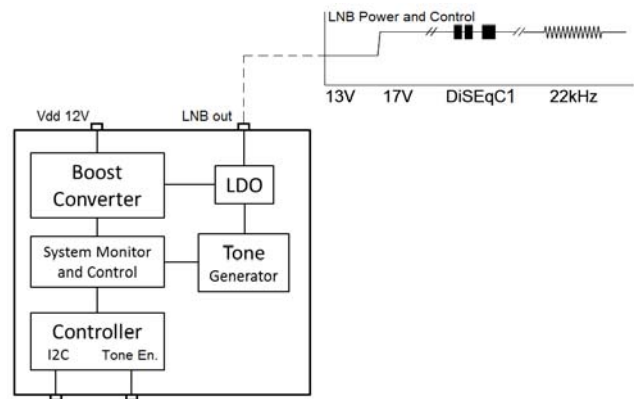 LNB Power and Control
13V 17V DiSEqC1 22kHz
Vdd 12V LNB out
Boost
Converter
LDO
System Monitor
and Control
Tone
Generator
Controller
I2C Tone En.